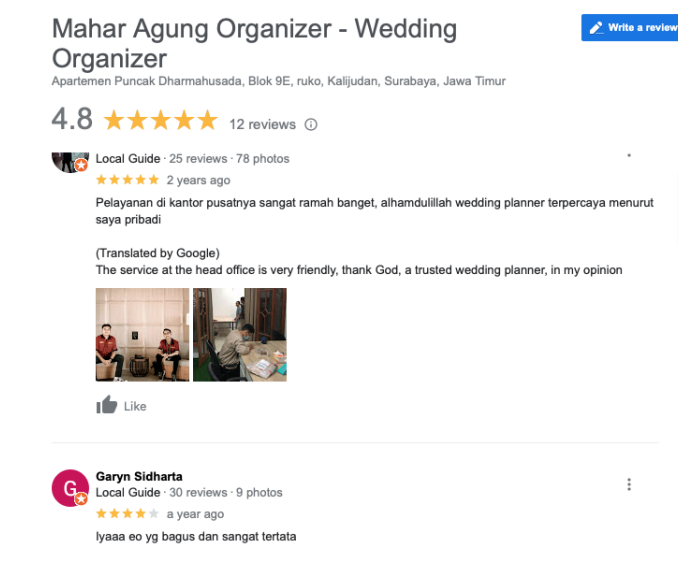 Mahar Agung Organizer - Wedding
Organizer
Write a review
Apartemen Puncak Dharmahusada, Blok 9E, ruko, Kalijudan, Surabaya, Jawa Timur
4.8 12 reviews
Local Guide · 25 reviews · 78 photos
2 years ago
Pelayanan di kantor pusatnya sangat ramah banget, alhamdulillah wedding planner terpercaya menurut
saya pribadi
(Translated by Google)
The service at the head office is very friendly, thank God, a trusted wedding planner, in my opinion
Like
G
Garyn Sidharta
Local Guide · 30 reviews · 9 photos
a year ago
Iyaaa eo yg bagus dan sangat tertata